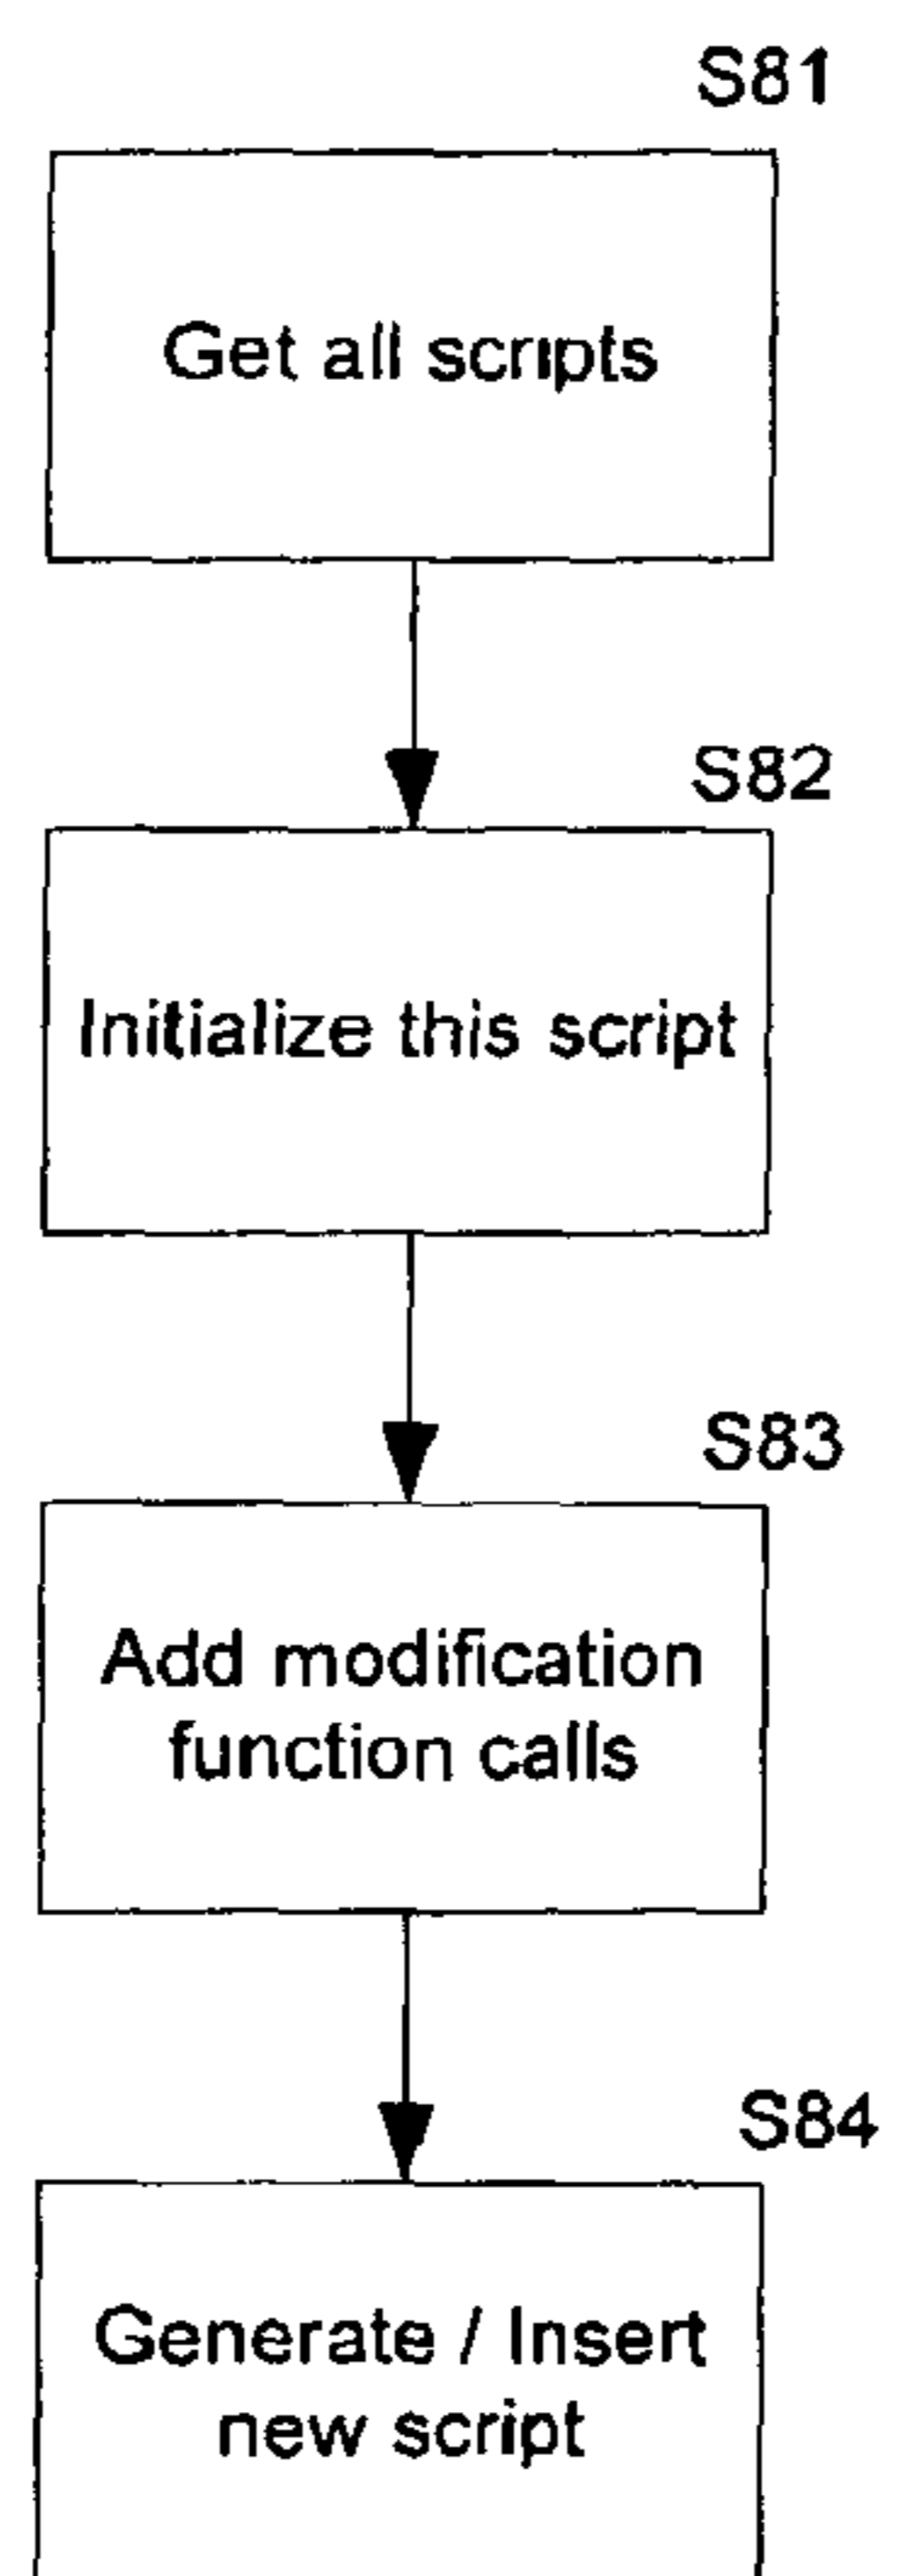 S81
Get all scripts
S82
Initialize this script
S83
Add modification
function calls
S84
Generate / Insert
new script